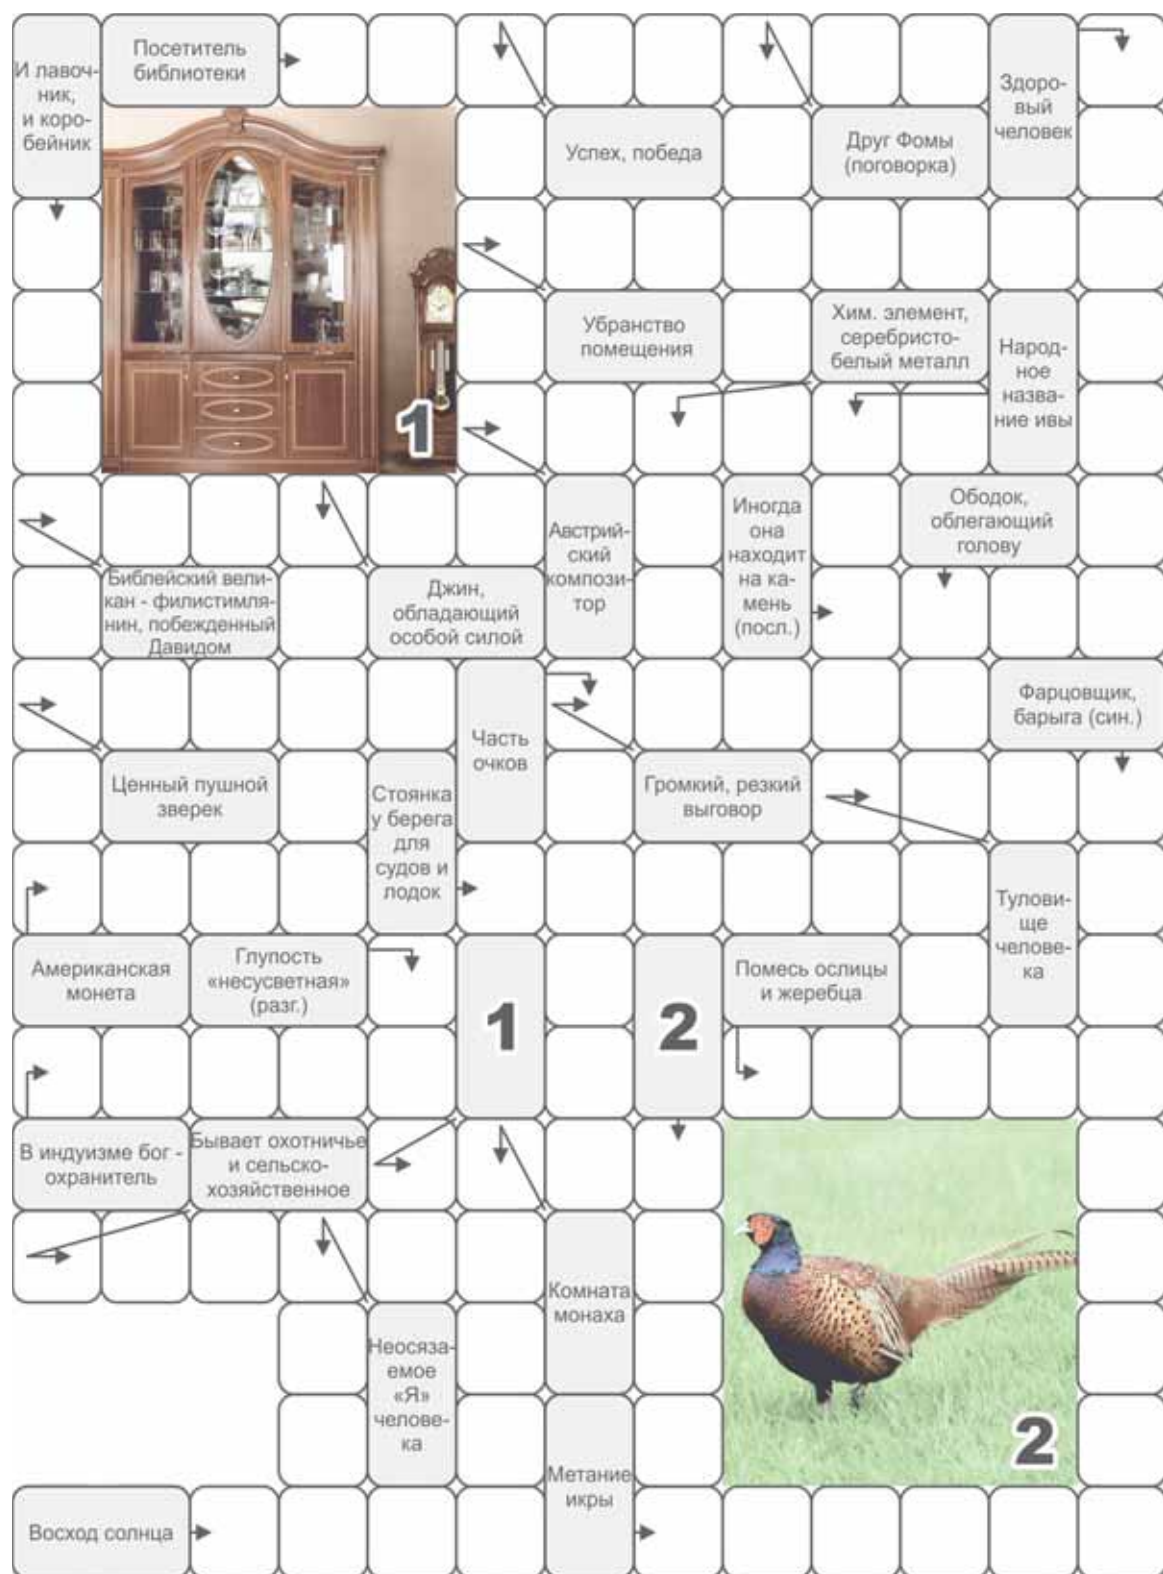 Посетитель
библиотеки
И лавоч-
ник,
и коро-
бейник
Здоро-
вый
человек
Успех, победа
Друг Фомы
(поговорка)
Убранство
помещения
Хим. элемент,
серебристо-
белый металл
Народ-
ное
назва-
ние ивы
1
Австрий-
ский
компози-
тор
Иногда
она
находит
на ка-
мень
(посл.)
Ободок,
облегающий
голову
Библейский вели-
кан - филистимля-
нин, побежденный
Давидом
Джин,
обладающий
особой силой
Часть
очков
Фарцовщик,
барыга (син.)
Ценный пушной
зверек
Стоянка
у берега
для
судов и
лодок
Громкий, резкий
выговор
Тулови-
ще
челове-
ка
Американская
монета
Глупость
«несусветная»
(разг.)
1
2
Помесь ослицы
и жеребца
В индуизме бог -
охранитель
Бывает охотничье
и сельско-
хозяйственное
Комната
монаха
Неосяза-
емое
«Я»
челове-
ка
2
Метание
икры
Восход солнца